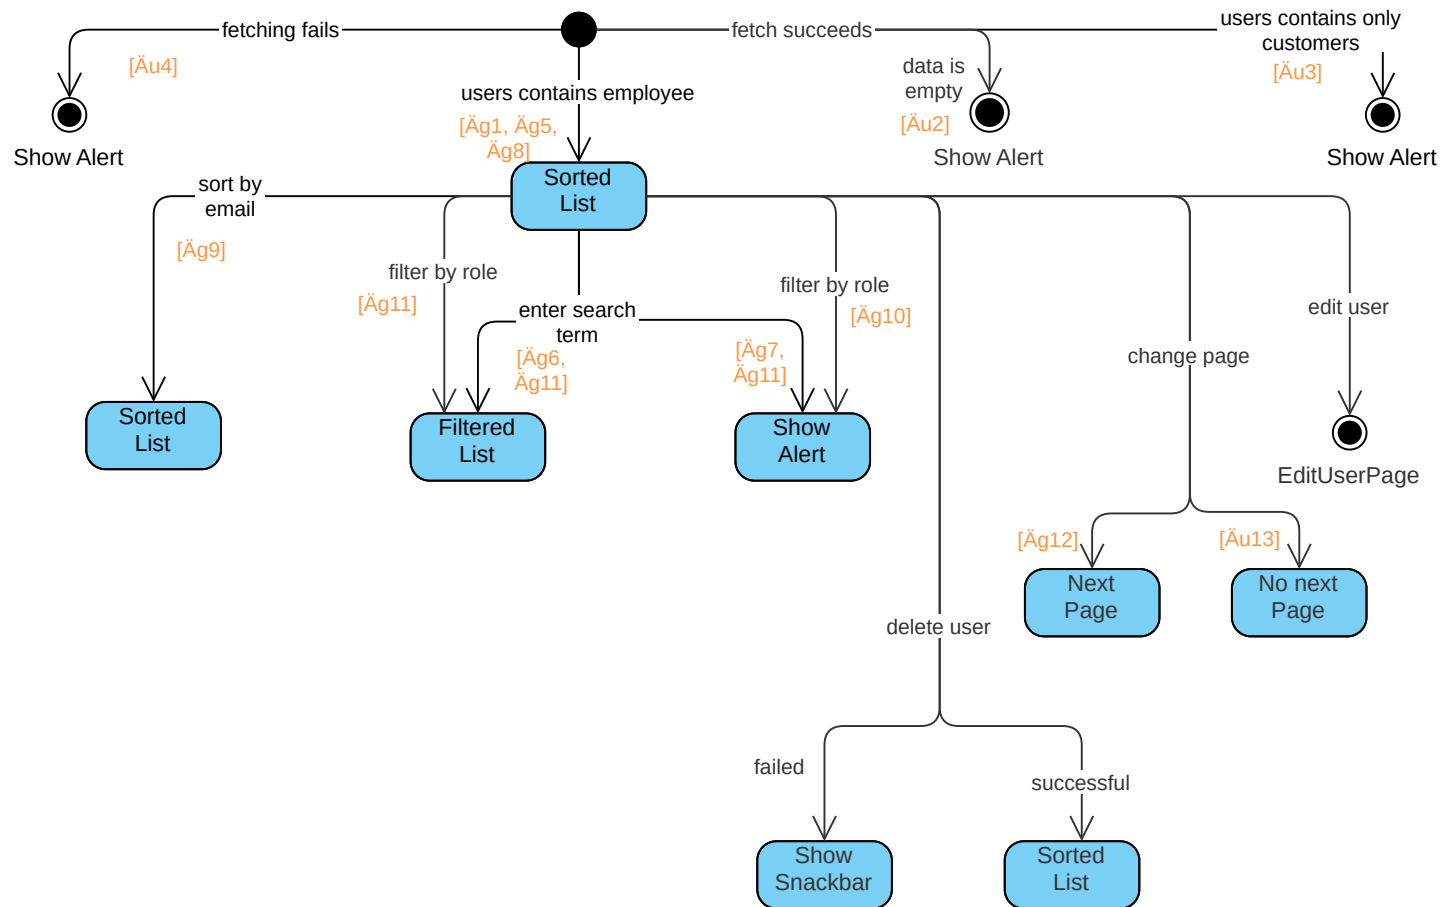 fetching fails
fetch succeeds
users contains only
customers
[Äu4]
[Äu3]
data is
empty
users contains employee
[Äu2]
[Äg1, Äg5,
Äg8]
Show Alert
Show Alert
Show Alert
Sorted
List
sort by
email
[Äg9]
filter by role
[Äg11]
filter by role
[Äg10]
enter search
term
[Äg6,
Äg11]
[Äg7,
Äg11]
edit user
change page
Sorted
List
Filtered
List
Show
Alert
EditUserPage
[Äg12]
[Äu13]
Next
Page
No next
Page
delete user
failed
successful
Show
Snackbar
Sorted
List